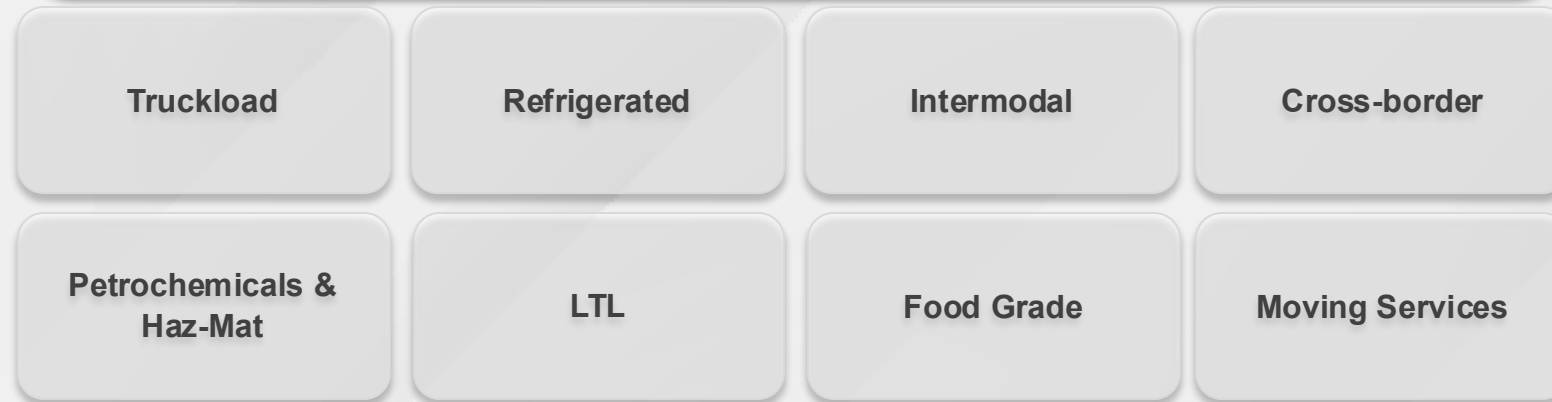 Truckload
Refrigerated
Intermodal
Cross-border
Petrochemicals &
Haz-Mat
LTL
Food Grade
Moving Services